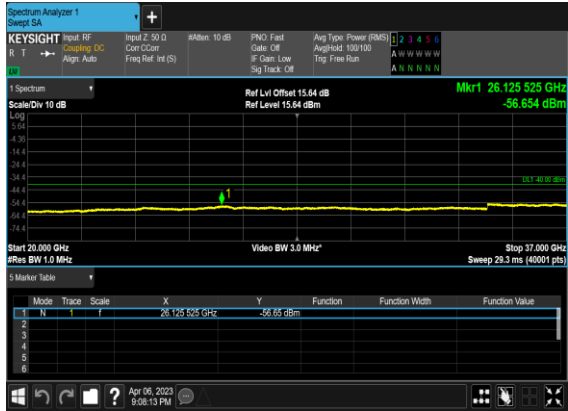 Spectrum Analyzer 1
Swept SA
+
KEYSIGHT Input: RF Input Z: 50 Ω #Atten: 10 dB PNO: Fast Avg Type: Power (RMS) 1 2 3 4 5 6
R T Coupling: DC Corr CCorr Gate: Off Avg|Hold: 100/100 A W W W W W
Align: Auto Freq Ref: Int (S) IF Gain: Low Trig: Free Run
LV Sig Track: Off A N N N N N
1 Spectrum Ref Lvl Offset 15.64 dB Mkr1 26.125 525 GHz
Scale/Div 10 dB Ref Level 15.64 dBm -56.654 dBm
Log
5.64
-4.36
-14.4
-24.4
-34.4
DL1 -40.00 dBm
-44.4
1
-54.4
-64.4
-74.4
Start 20.000 GHz Video BW 3.0 MHz* Stop 37.000 GHz
#Res BW 1.0 MHz Sweep 29.3 ms (40001 pts)
5 Marker Table
Mode Trace Scale X Y Function Function Width Function Value
1 N 1 f 26.125 525 GHz -56.65 dBm
2
3
4
5
6
? Apr 06, 2023
9:08:13 PM